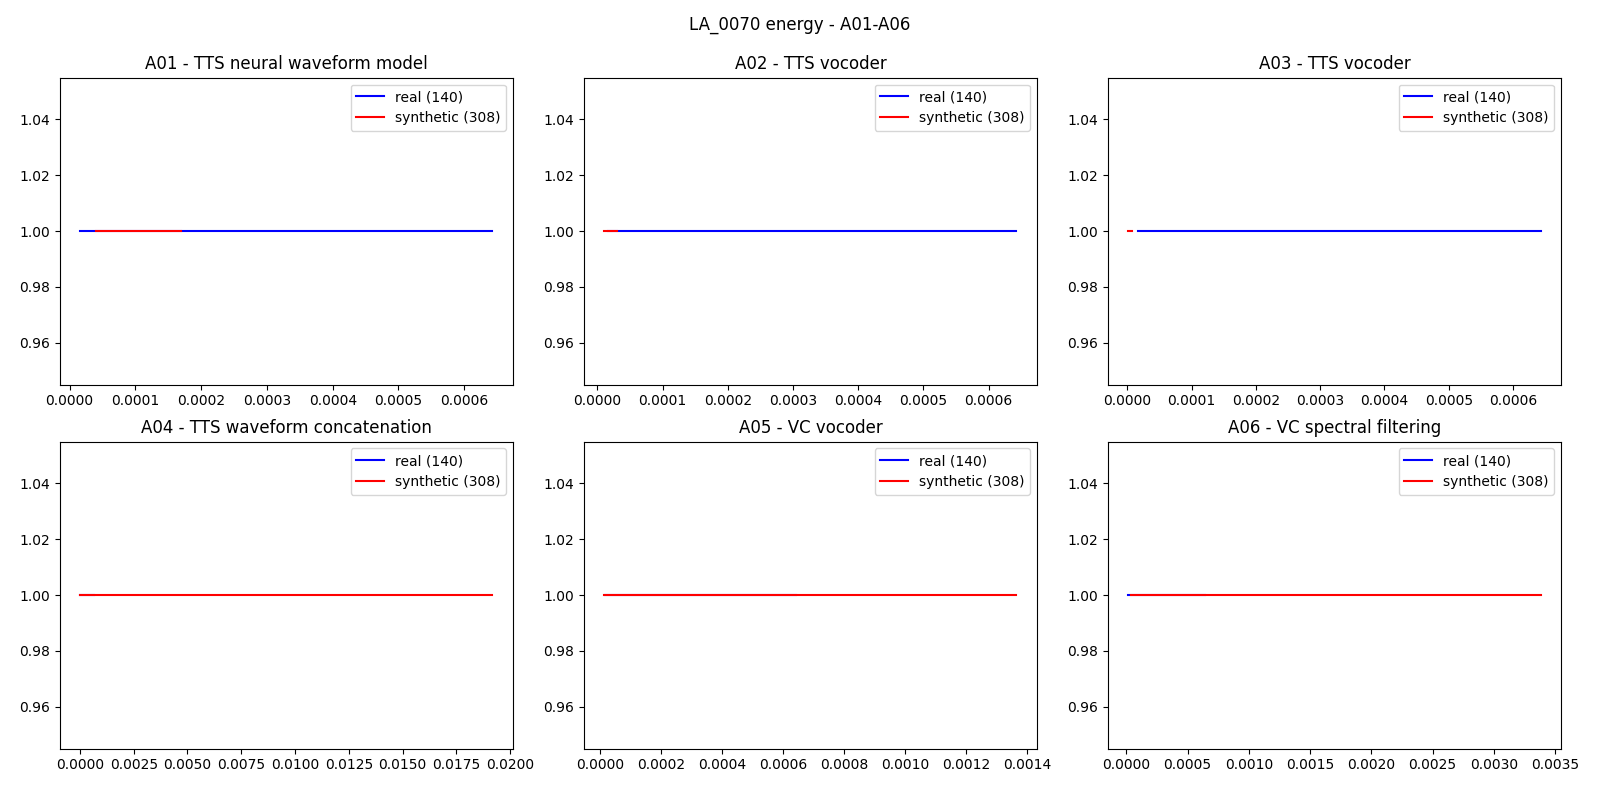 LA_0070 energy - A01-A06
A01 - TTS neural waveform model
real (140)
synthetic (308)
1.04
1.02
1.00
0.98
0.96
0.0000 0.0001 0.0002 0.0003 0.0004 0.0005 0.0006
A02 - TTS vocoder
real (140)
synthetic (308)
1.04
1.02
1.00
0.98
0.96
0.0000 0.0001 0.0002 0.0003 0.0004 0.0005 0.0006
A03 - TTS vocoder
real (140)
synthetic (308)
1.04
1.02
1.00
0.98
0.96
0.0000 0.0001 0.0002 0.0003 0.0004 0.0005 0.0006
A04 - TTS waveform concatenation
real (140)
synthetic (308)
1.04
1.02
1.00
0.98
0.96
0.0000 0.0025 0.0050 0.0075 0.0100 0.0125 0.0150 0.0175 0.0200
A05 - VC vocoder
real (140)
synthetic (308)
1.04
1.02
1.00
0.98
0.96
0.0000 0.0002 0.0004 0.0006 0.0008 0.0010 0.0012 0.0014
A06 - VC spectral filtering
real (140)
synthetic (308)
1.04
1.02
1.00
0.98
0.96
0.0000 0.0005 0.0010 0.0015 0.0020 0.0025 0.0030 0.0035